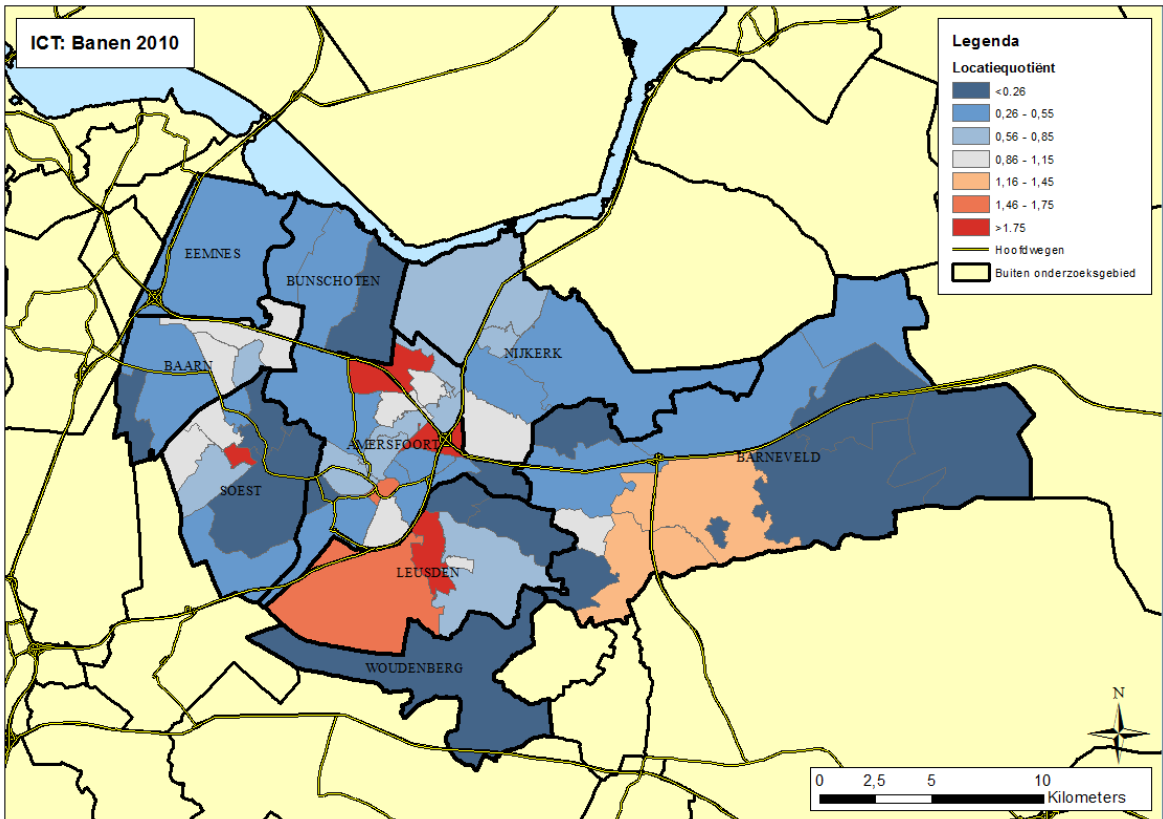 ICT: Banen 2010
Legenda
Locatiequotiënt
<0.26
0,26 - 0,55
0,56 - 0,85
0,86 - 1,15
1,16 - 1,45
1,46 - 1,75
>1.75
Hoofdwegen
Buiten onderzoeksgebied
EEMNES
BUNSCHOTEN
NIJKERK
BAARN
AMERSFOORT
BARNEVELD
SOEST
LEUSDEN
WOUDENBERG
N
0 2,5 5 10
Kilometers